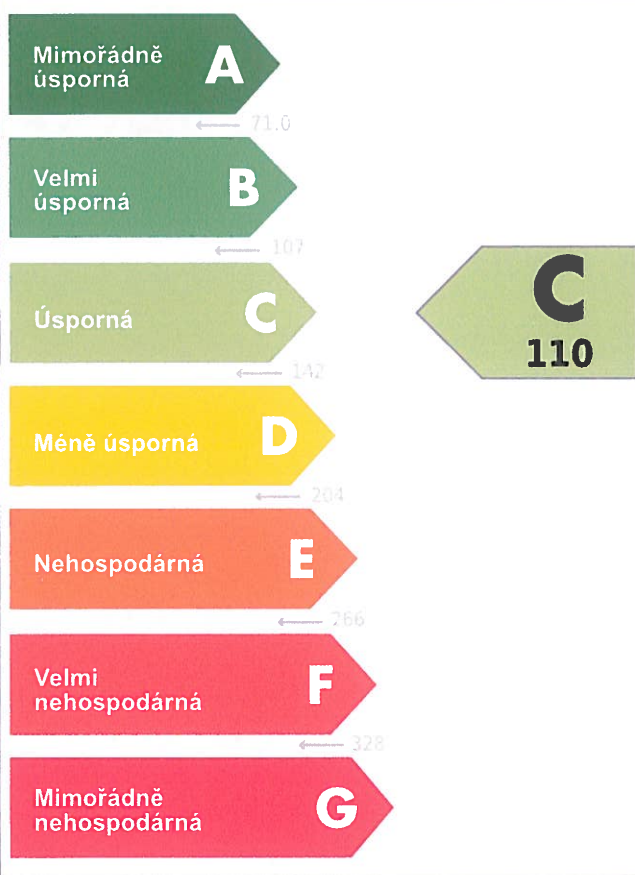 Mimořádně
úsporná
A
71.0
Velmi
úsporná
B
107
Úsporná
C
142
C
110
Méně úsporná
D
204
Nehospodárná
E
266
Velmi
nehospodárná
F
328
Mimořádně
nehospodárná
G